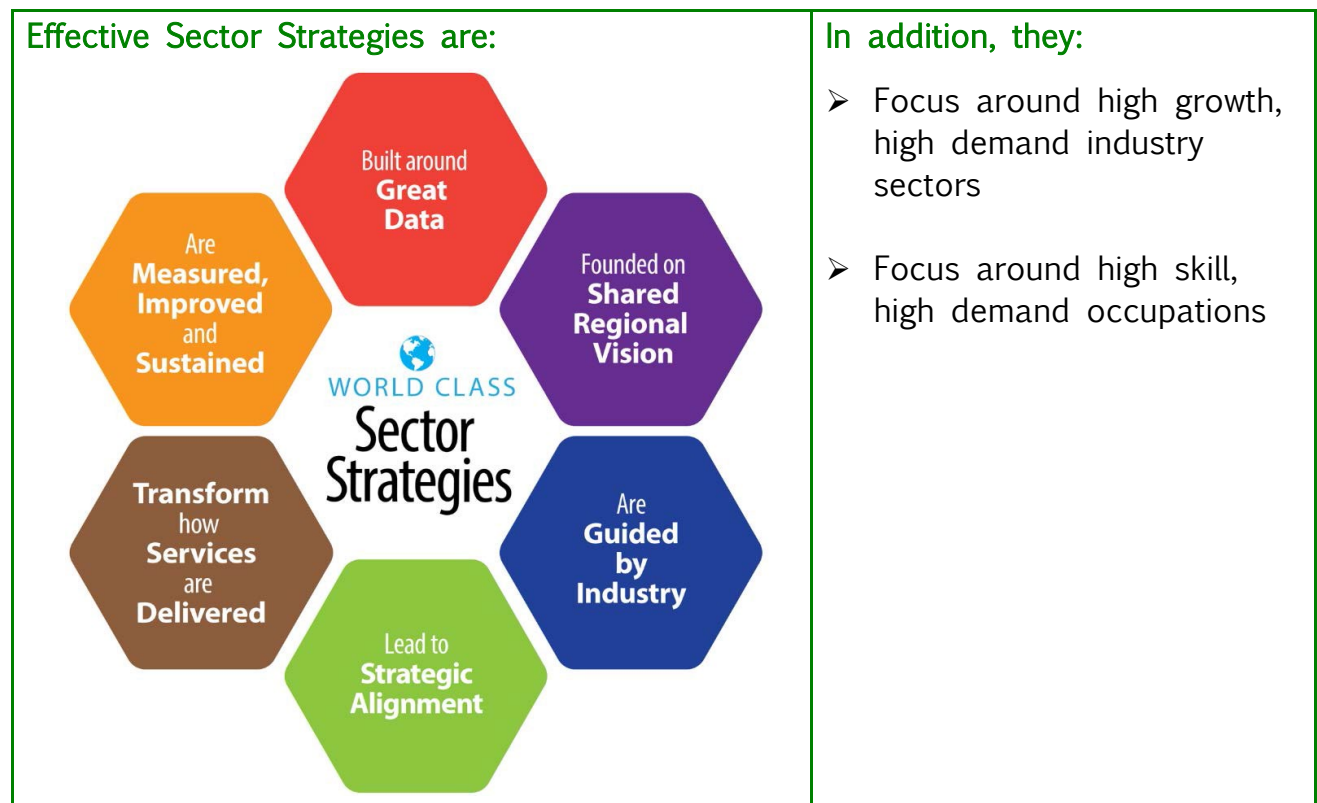 Effective Sector Strategies are:
Built around
Great
Data
Founded on
Shared
Regional
Vision
Are
Guided
by
Industry
Lead to
Strategic
Alignment
Transform
how
Services
are
Delivered
Are
Measured,
Improved
and
Sustained
WORLD CLASS
Sector
Strategies
In addition, they:
➢ Focus around high growth,
high demand industry
sectors
➢ Focus around high skill,
high demand occupations